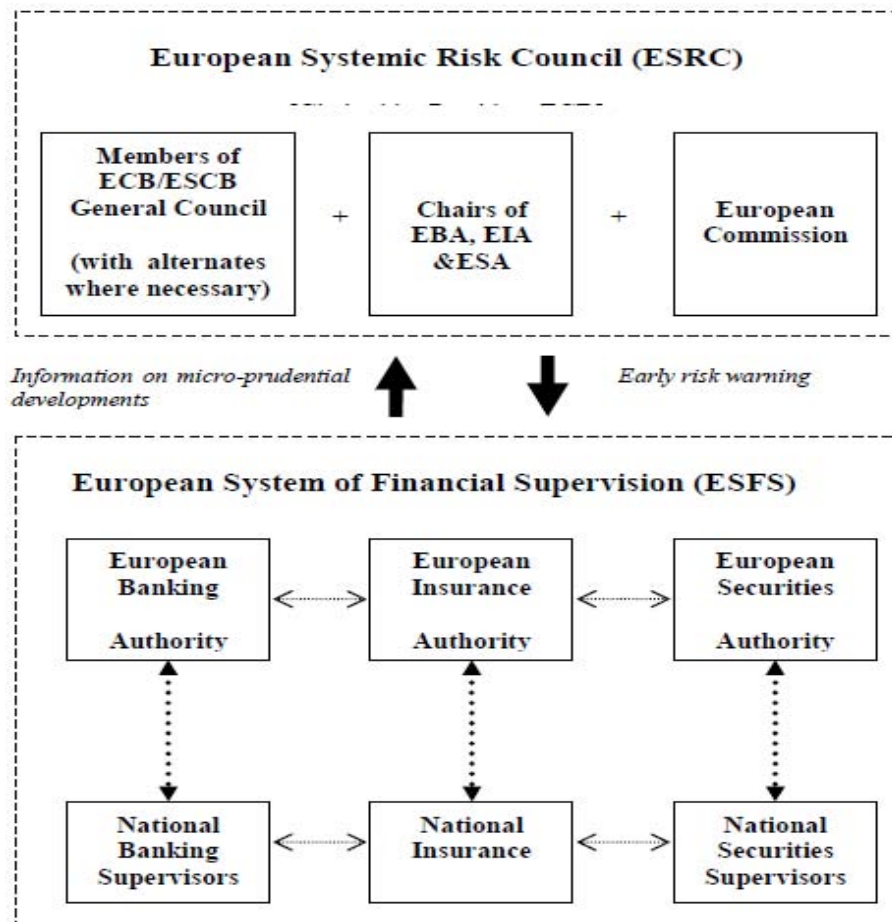 European Systemic Risk Council (ESRC)
Members of
ECB/ESCB
General Council
(with alternates
where necessary)
+
Chairs of
EBA, EIA
&ESA
+
European
Commission
Information on micro-prudential
developments
Early risk warning
European System of Financial Supervision (ESFS)
European
Banking
Authority
European
Insurance
Authority
European
Securities
Authority
National
Banking
Supervisors
National
Insurance
National
Securities
Supervisors